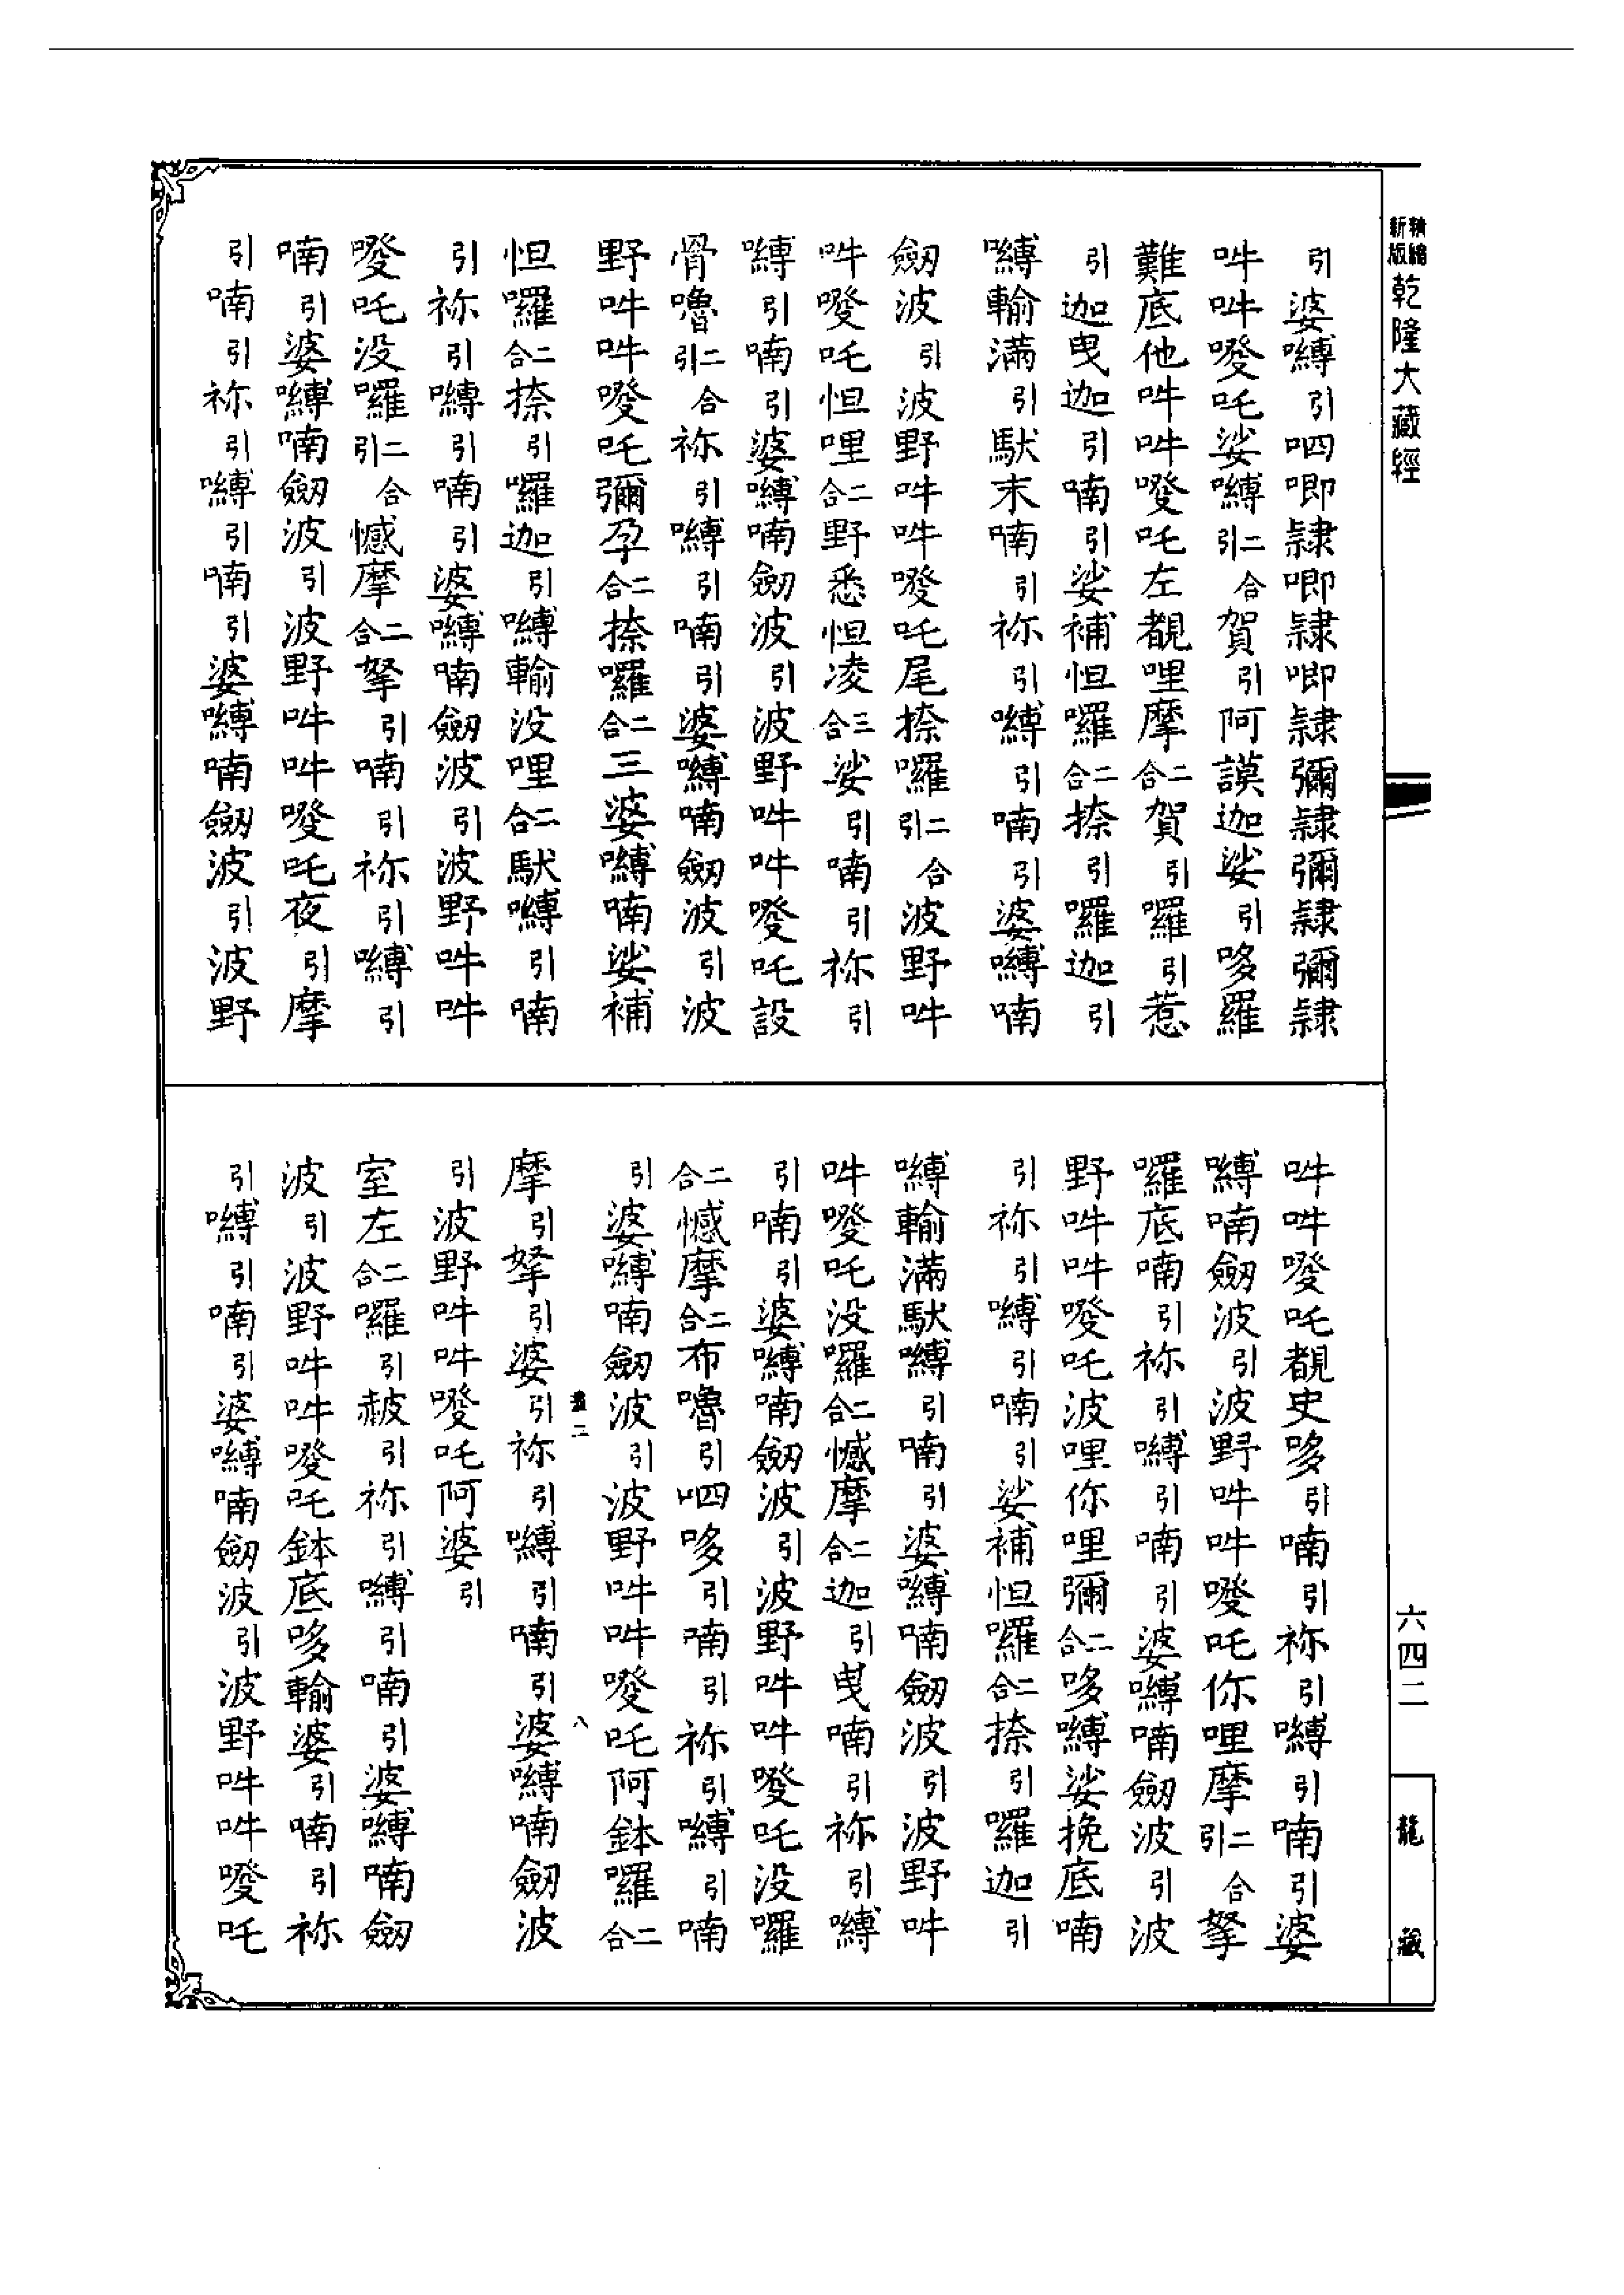 精縮新版乾隆大藏經
引婆嚩引呬唧隸唧隸唧隸彌隸彌隸彌隸
吽吽𠿒吒娑嚩二合引賀引阿謨迦娑引哆羅
難底他吽吽𠿒吒左覩哩摩二合賀引囉引惹
引迦曳迦引喃引娑補怛囉二合捺引囉迦引
嚩輸滿引馱末喃引祢引嚩引喃引婆嚩喃
劒波引波野吽吽𠿒吒尾捺囉二合引波野吽
吽𠿒吒怛哩二合野悉怛凌三合娑引喃引祢引
嚩引喃引婆嚩喃劒波引波野吽吽𠿒吒設
骨嚕二合引祢引嚩引喃引婆嚩喃劒波引波
野吽吽𠿒吒彌孕二合捺囉二合三婆嚩喃娑補
怛囉二合捺引囉迦引嚩輸没哩二合馱嚩引喃
引祢引嚩引喃引婆嚩喃劒波引波野吽吽
𠿒吒没囉二合引憾摩二合拏引喃引祢引嚩引
喃引婆嚩喃劒波引波野吽吽𠿒吒夜引摩
引喃引祢引嚩引喃引婆嚩喃劒波引波野
吽吽𠿒吒覩史哆引喃引祢引嚩引喃引婆
嚩喃劒波引波野吽吽𠿒吒你哩摩二合引拏
囉底喃引祢引嚩引喃引婆嚩喃劒波引波
野吽吽𠿒吒波哩你哩彌二合哆嚩娑挽底喃
引祢引嚩引喃引娑補怛囉二合捺引囉迦引
嚩輸滿馱嚩引喃引婆嚩喃劒波引波野吽
吽𠿒吒没囉二合憾摩二合迦引曳喃引祢引嚩
引喃引婆嚩喃劒波引波野吽吽𠿒吒没囉
二合憾摩二合布嚕引呬哆引喃引祢引嚩引喃
引婆嚩喃劒波引波野吽吽𠿒吒阿鉢囉二合
二 八
摩引拏引婆引祢引嚩引喃引婆嚩喃劒波
引波野吽吽𠿒吒阿婆引
室左二合囉引赧引祢引嚩引喃引婆嚩喃劒
波引波野吽吽𠿒吒鉢底哆輸婆引喃引祢
引嚩引喃引婆嚩喃劒波引波野吽吽𠿒吒
六四二
龍藏